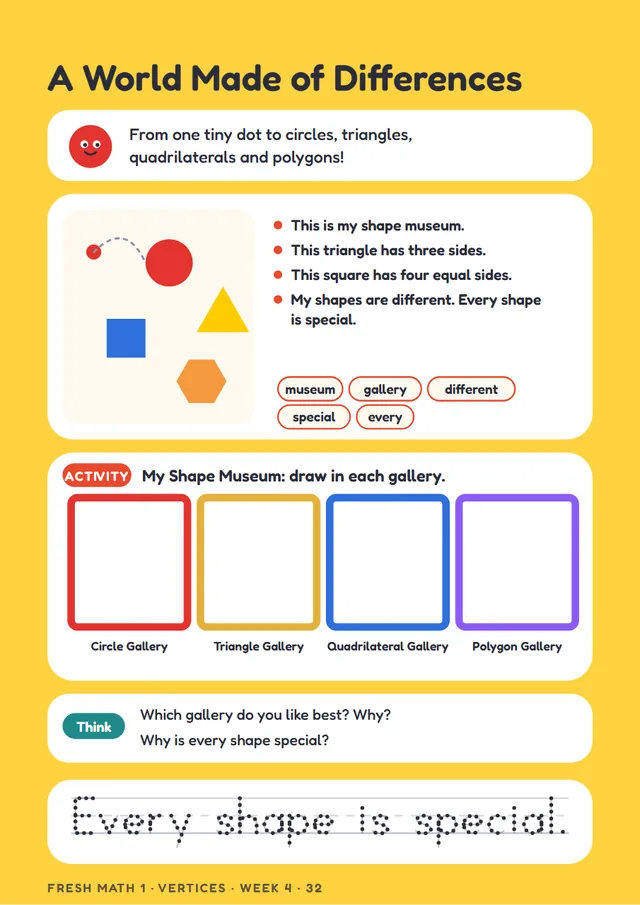 A World Made of Differences
From one tiny dot to circles, triangles,
quadrilaterals and polygons!
This is my shape museum.
This triangle has three sides.
This square has four equal sides.
My shapes are different. Every shape
is special.
museum gallery different
special every
ACTIVITY My Shape Museum: draw in each gallery.
Circle Gallery Triangle Gallery Quadrilateral Gallery Polygon Gallery
Think
Which gallery do you like best? Why?
Why is every shape special?
Every shape is special.
FRESH MATH 1 · VERTICES · WEEK 4 · 32